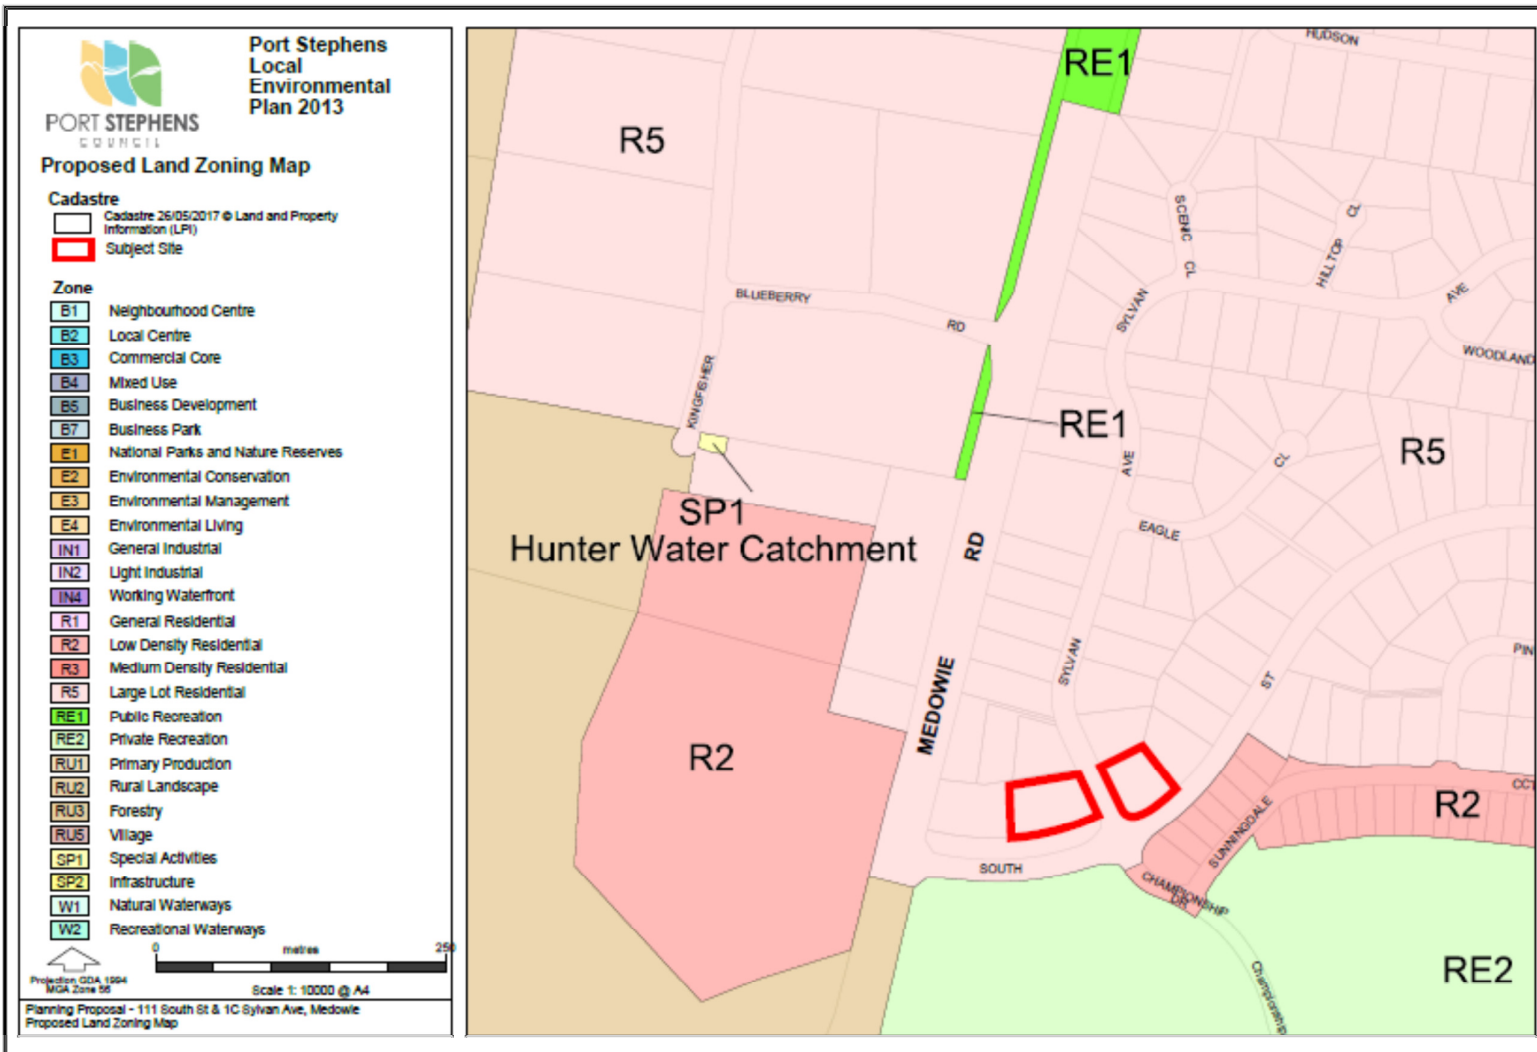 Port Stephens
Local
Environmental
Plan 2013
PORT STEPHENS
COUNCIL
Proposed Land Zoning Map
Cadastre
Cadastre 26/05/2017 © Land and Property
Information (LPI)
Subject Site
Zone
B1 Neighbourhood Centre
B2 Local Centre
B3 Commercial Core
B4 Mixed Use
B5 Business Development
B7 Business Park
E1 National Parks and Nature Reserves
E2 Environmental Conservation
E3 Environmental Management
E4 Environmental Living
IN1 General Industrial
IN2 Light Industrial
IN4 Working Waterfront
R1 General Residential
R2 Low Density Residential
R3 Medium Density Residential
R5 Large Lot Residential
RE1 Public Recreation
RE2 Private Recreation
RU1 Primary Production
RU2 Rural Landscape
RU3 Forestry
RU5 Village
SP1 Special Activities
SP2 Infrastructure
W1 Natural Waterways
W2 Recreational Waterways
0 metres 250
Projection GDA 1994
MGA Zone 56
Scale 1: 10000 @ A4
Planning Proposal - 111 South St & 1C Sylvan Ave, Medowie
Proposed Land Zoning Map
HUDSON
RE1
R5
SCENIC CL
HILLTOP CL
BLUEBERRY RD
SYLVAN AVE
AVE
WOODLAND
KINGFISHER
RE1
R5
CL
EAGLE
SP1
Hunter Water Catchment
MEDOWIE RD
SYLVAN
ST
PIN
R2
R2
CCT
SUNNINGDALE
SOUTH
CHAMPIONSHIP
DR
RE2
Championship